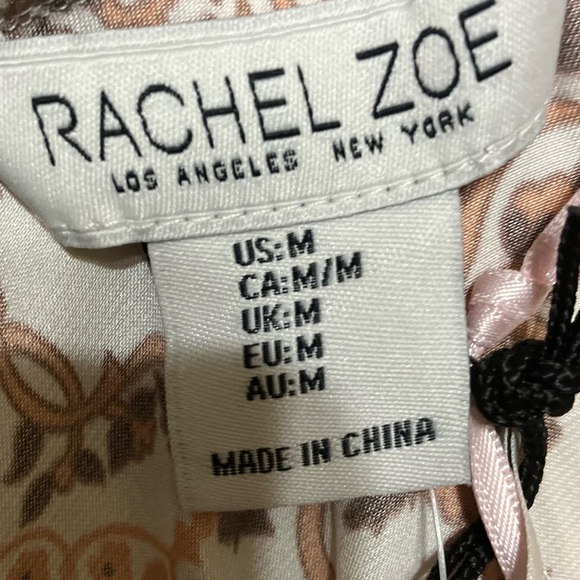 RACHEL ZOE
LOS ANGELES NEW YORK
US:M
CA:M/M
UK:M
EU:M
AU:M
MADE IN CHINA